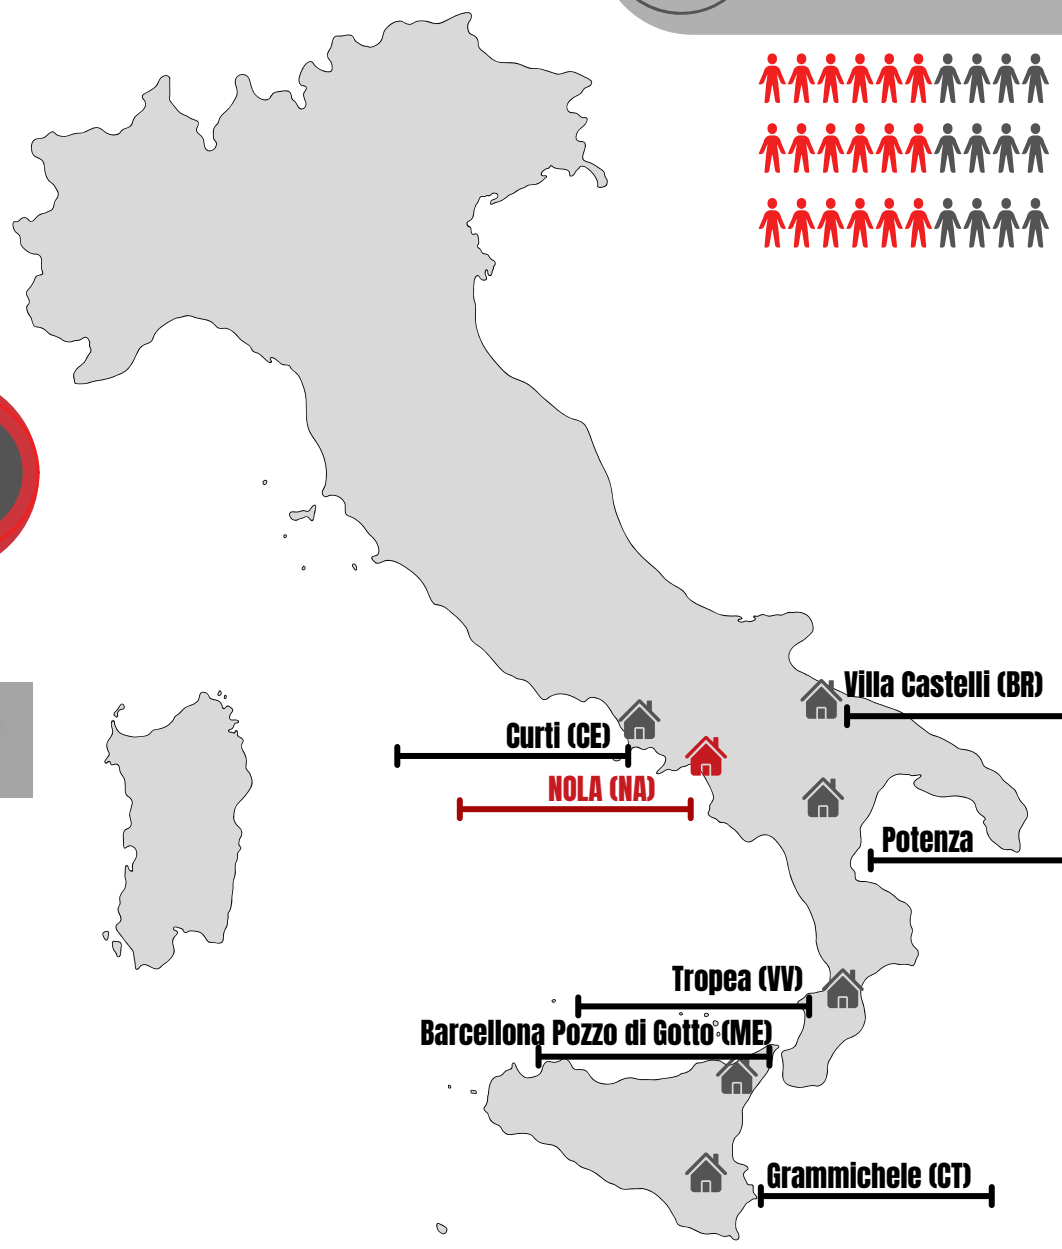 Villa Castelli (BR)
Curti (CE)
NOLA (NA)
Potenza
Tropea (VV)
Barcellona Pozzo di Gotto (ME)
Grammichele (CT)